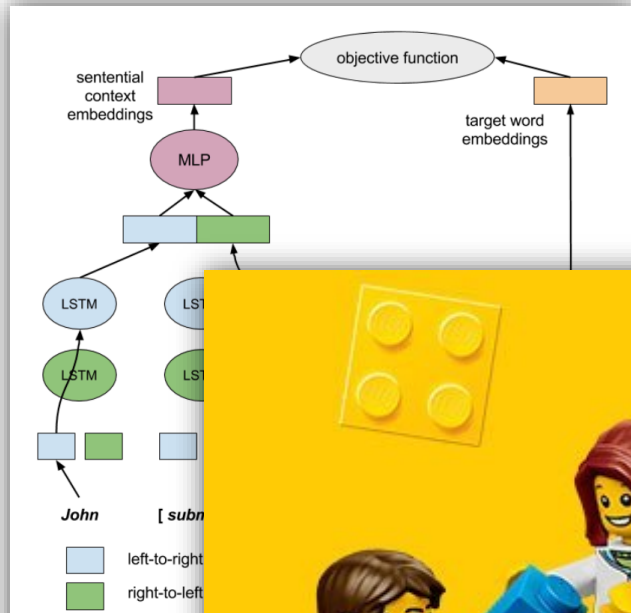 objective function
sentential
context
embeddings
target word
embeddings
MLP
LSTM
LSTM
John [
left-to-right
right-to-left